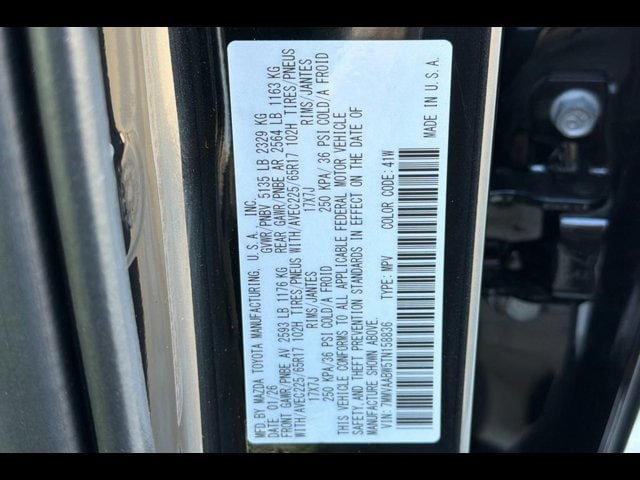 MFD. BY MAZDA TOYOTA MANUFACTURING, U.S.A., INC.
DATE: 01/26 GVWR/PNBV 5135 LB 2329 KG
FRONT GAWR/PNBE AV 2593 LB 1176 KG REAR GAWR/PNBE AR 2564 LB 1163 KG
WITH/AVEC225/65R17 102H TIRES/PNEUS WITH/AVEC225/65R17 102H TIRES/PNEUS
17X7J RIMS/JANTES 17X7J RIMS/JANTES
250 KPA/36 PSI COLD/A FROID 250 KPA/ 36 PSI COLD/A FROID
THIS VEHICLE CONFORMS TO ALL APPLICABLE FEDERAL MOTOR VEHICLE
SAFETY AND THEFT PREVENTION STANDARDS IN EFFECT ON THE DATE OF
MANUFACTURE SHOWN ABOVE.
VIN: 7MMVAABW5TN158836 TYPE: MPV COLOR CODE: 41W
MADE IN U.S.A.